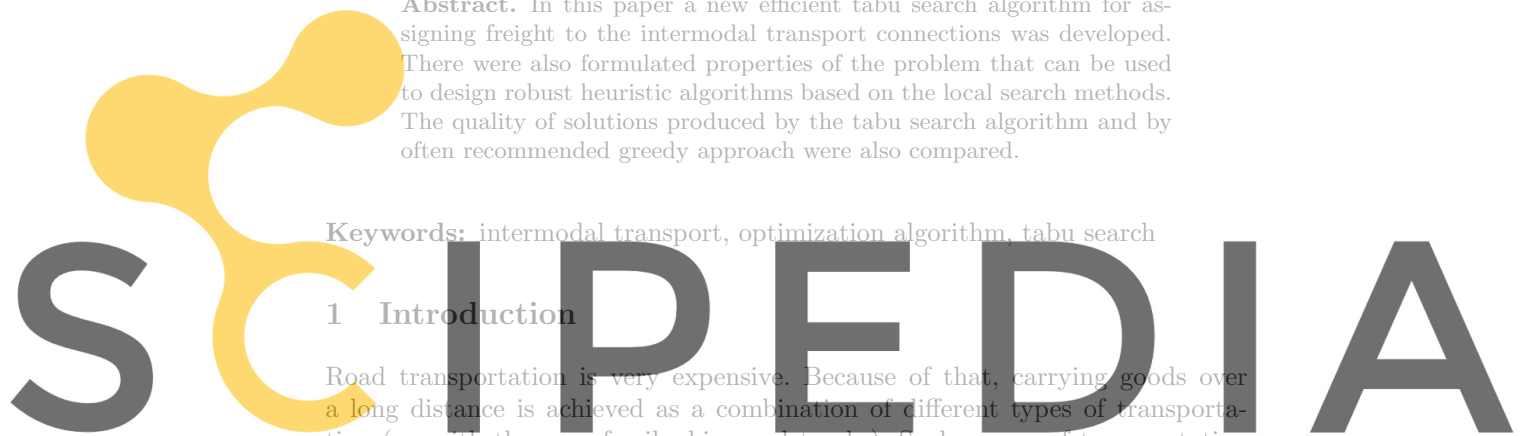 Abstract. In this paper a new efficient tabu search algorithm for as-
signing freight to the intermodal transport connections was developed.
There were also formulated properties of the problem that can be used
to design robust heuristic algorithms based on the local search methods.
The quality of solutions produced by the tabu search algorithm and by
often recommended greedy approach were also compared.
Keywords: intermodal transport, optimization algorithm, tabu search
SCIPEDIA
1 Introduction
Road transportation is very expensive. Because of that, carrying goods over
a long distance is achieved as a combination of different types of transporta-